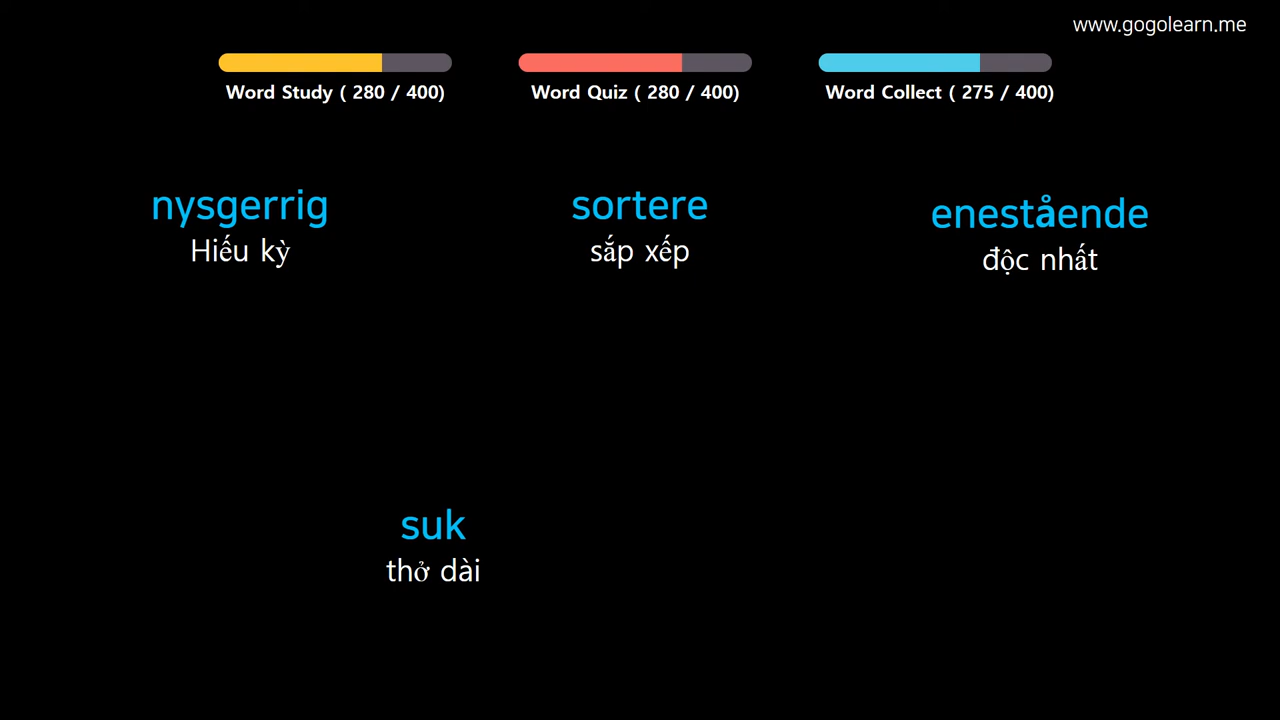 www.gogolearn.me
Word Study ( 280 / 400)
Word Quiz ( 280 / 400)
Word Collect ( 275 / 400)
nysgerrig
Hiếu kỳ
sortere
sắp xếp
enestående
độc nhất
suk
thở dài